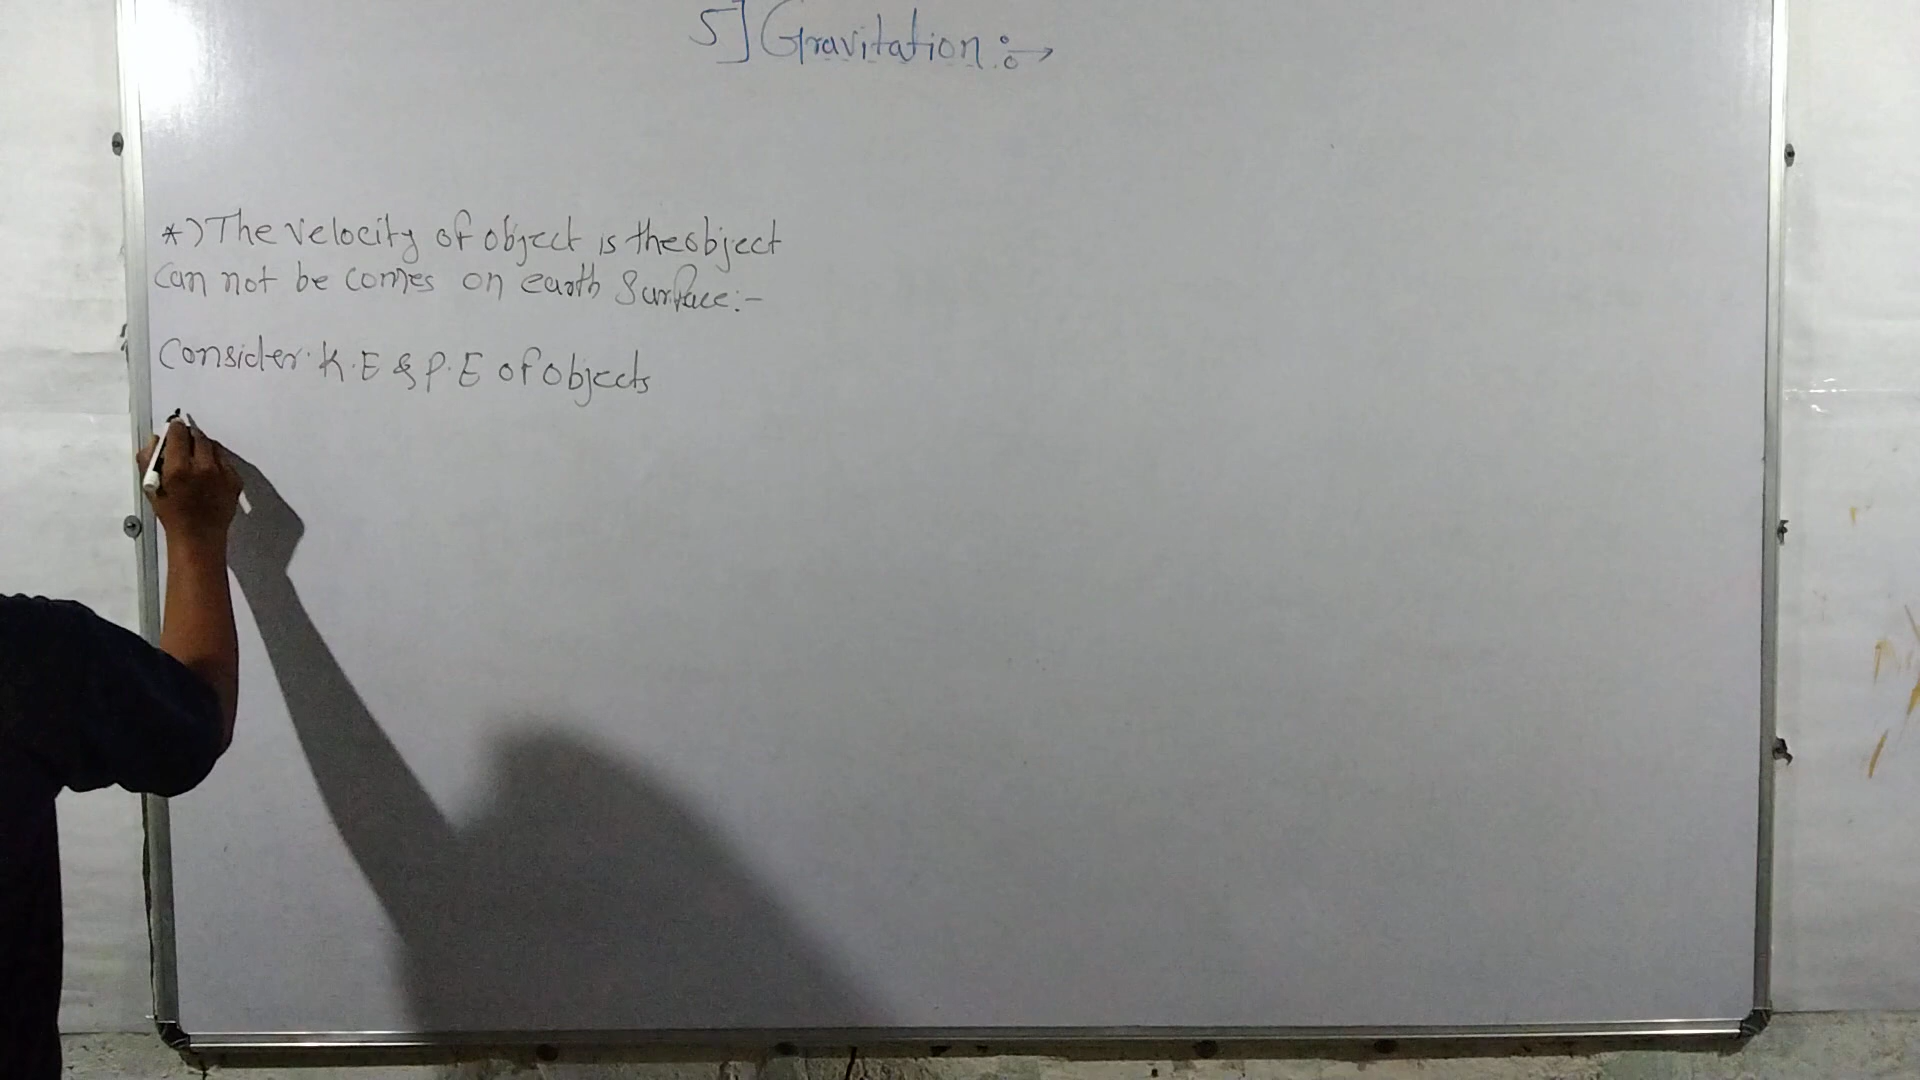 5] Gravitation :→
*) The velocity of object is the object
can not be comes on earth surface:-
Consider K.E & P.E of objects